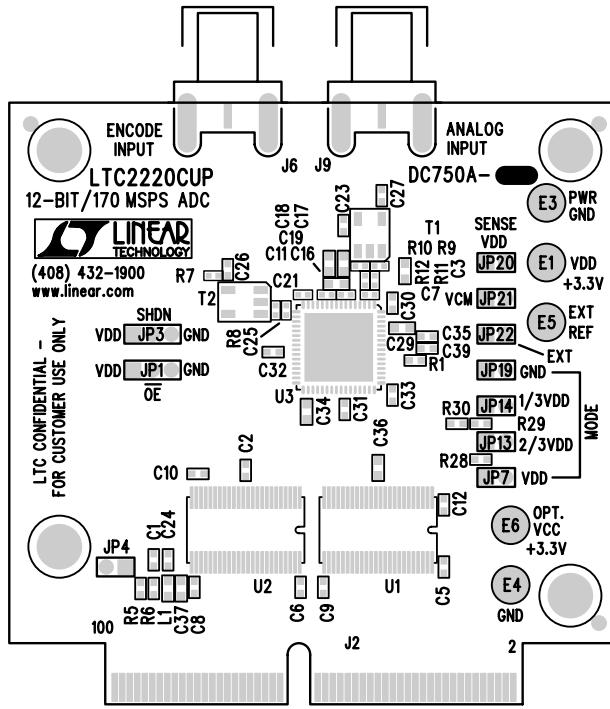 ENCODE
INPUT
J6
J9
ANALOG
INPUT
LTC2220CUP
12-BIT/170 MSPS ADC
DC750A-
LINEAR
TECHNOLOGY
(408) 432-1900
www.linear.com
E3
PWR
GND
E1
VDD
+3.3V
E5
EXT
REF
SENSE
VDD
JP20
VCM
JP21
JP22
EXT
JP19
GND
JP14
1/3VDD
R30
R29
JP13
2/3VDD
R28
JP7
VDD
MODE
C27
C23
C18
C17
C19
C11
C16
T1
R10
R9
R12
R11
C3
C7
C26
R7
T2
C21
R8
C25
C32
C30
C29
C35
C39
R1
C33
U3
C34
C31
SHDN
VDD
JP3
GND
VDD
JP1
GND
OE
LTC CONFIDENTIAL -
FOR CUSTOMER USE ONLY
C2
C36
C10
C12
JP4
C1
C24
U2
U1
C5
R5
R6
L1
C37
C8
C6
C9
E6
OPT.
VCC
+3.3V
E4
GND
100
J2
2